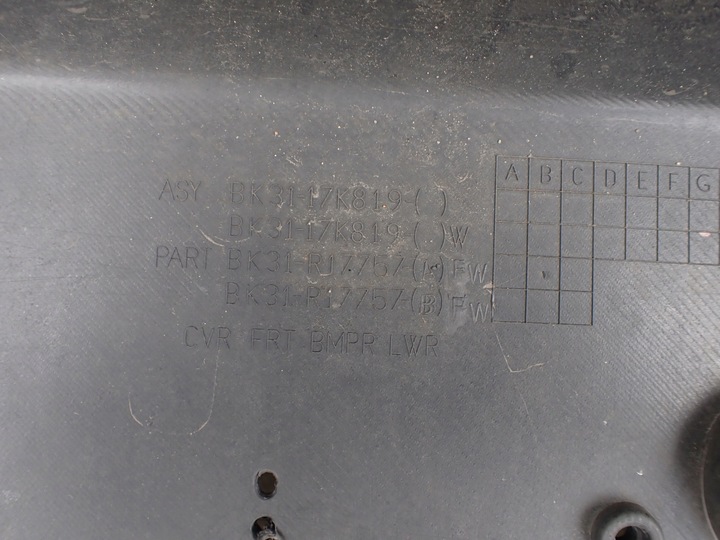 ASY BK31-17K819-( )
BK31-17K819-( )W
PART BK31-R17757-( )FW
BK31-R17757-(B)FW
CVR FRT BMPR LWR
A B C D E F G